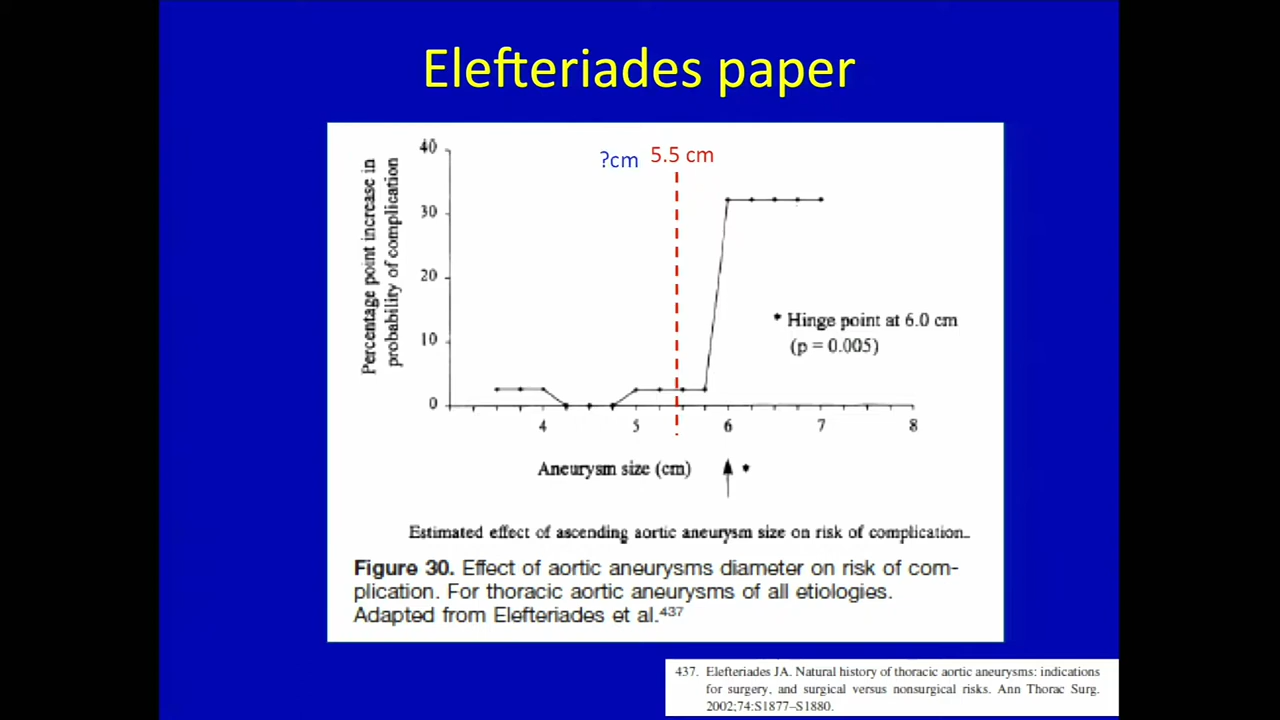 Elefteriades paper
Percentage point increase in
probability of complication
40
30
20
10
0
?cm
5.5 cm
* Hinge point at 6.0 cm
(p = 0.005)
4 5 6 7 8
Aneurysm size (cm)
*
Estimated effect of ascending aortic aneurysm size on risk of complication.
Figure 30. Effect of aortic aneurysms diameter on risk of com-
plication. For thoracic aortic aneurysms of all etiologies.
Adapted from Elefteriades et al.437
437. Elefteriades JA. Natural history of thoracic aortic aneurysms: indications
for surgery, and surgical versus nonsurgical risks. Ann Thorac Surg.
2002;74:S1877–S1880.